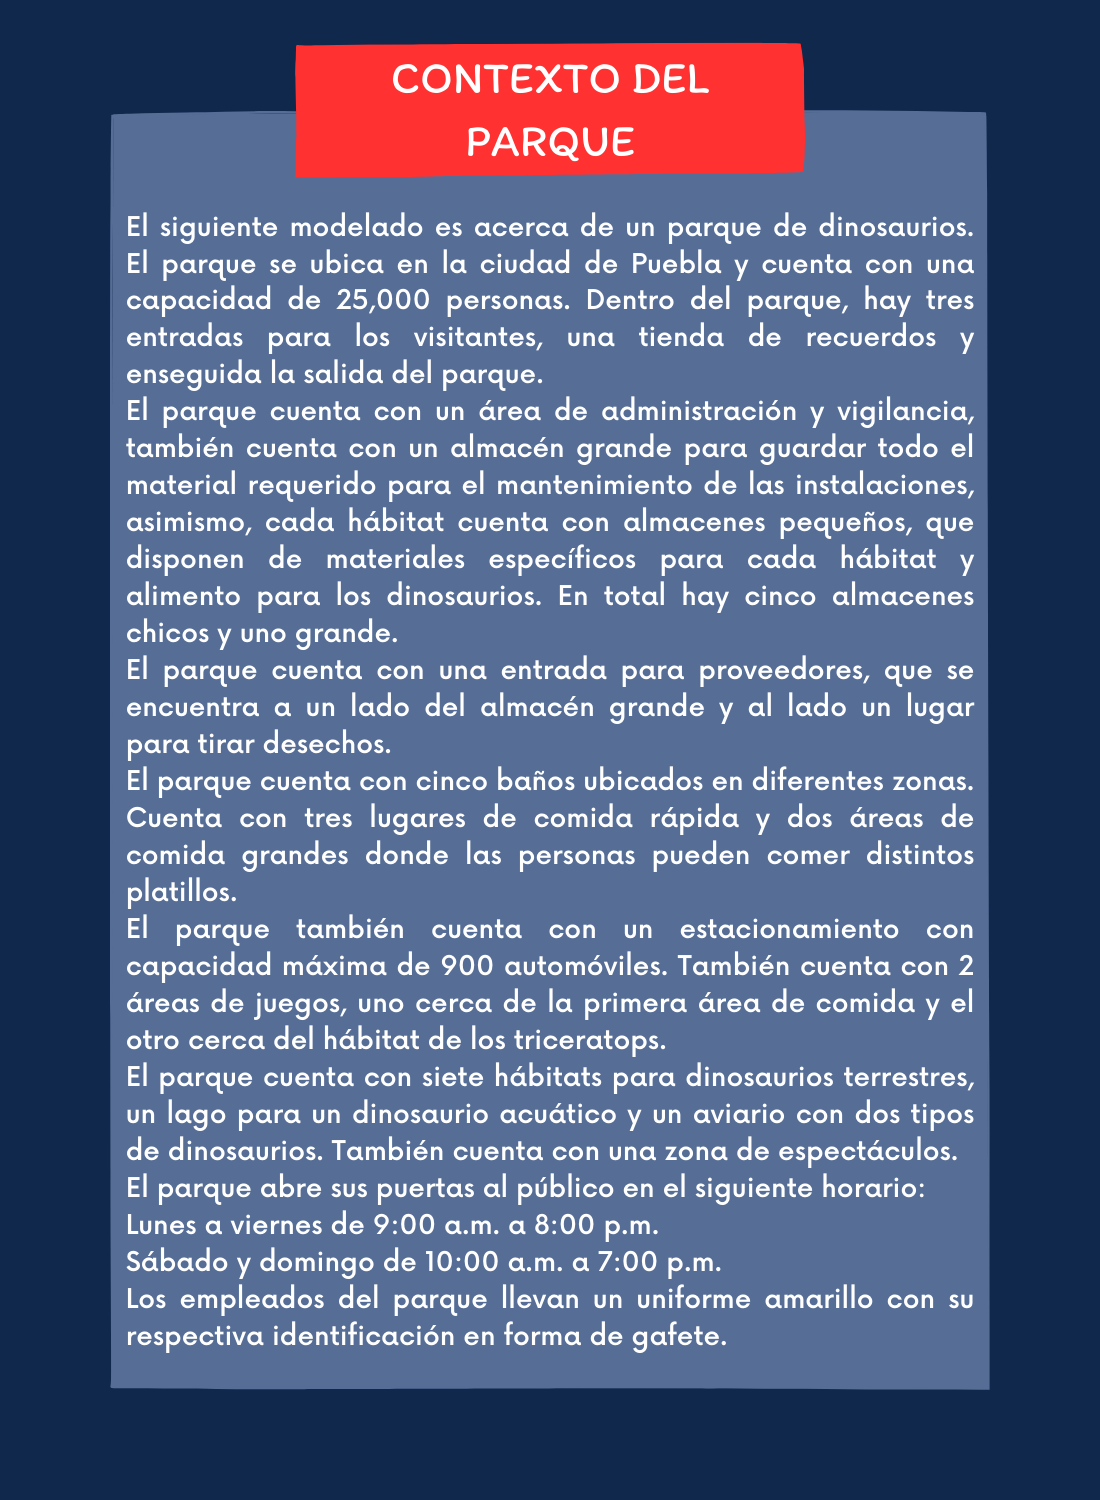 CONTEXTO DEL
PARQUE
El siguiente modelado es acerca de un parque de dinosaurios.
El parque se ubica en la ciudad de Puebla y cuenta con una
capacidad de 25,000 personas. Dentro del parque, hay tres
entradas para los visitantes, una tienda de recuerdos y
enseguida la salida del parque.
El parque cuenta con un área de administración y vigilancia,
también cuenta con un almacén grande para guardar todo el
material requerido para el mantenimiento de las instalaciones,
asimismo, cada hábitat cuenta con almacenes pequeños, que
disponen de materiales específicos para cada hábitat y
alimento para los dinosaurios. En total hay cinco almacenes
chicos y uno grande.
El parque cuenta con una entrada para proveedores, que se
encuentra a un lado del almacén grande y al lado un lugar
para tirar desechos.
El parque cuenta con cinco baños ubicados en diferentes zonas.
Cuenta con tres lugares de comida rápida y dos áreas de
comida grandes donde las personas pueden comer distintos
platillos.
El parque también cuenta con un estacionamiento con
capacidad máxima de 900 automóviles. También cuenta con 2
áreas de juegos, uno cerca de la primera área de comida y el
otro cerca del hábitat de los triceratops.
El parque cuenta con siete hábitats para dinosaurios terrestres,
un lago para un dinosaurio acuático y un aviario con dos tipos
de dinosaurios. También cuenta con una zona de espectáculos.
El parque abre sus puertas al público en el siguiente horario:
Lunes a viernes de 9:00 a.m. a 8:00 p.m.
Sábado y domingo de 10:00 a.m. a 7:00 p.m.
Los empleados del parque llevan un uniforme amarillo con su
respectiva identificación en forma de gafete.